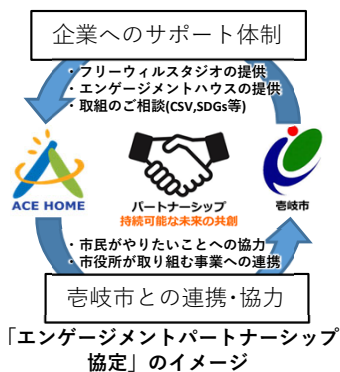 企業へのサポート体制
・フリーウィルスタジオの提供
・エンゲージメントハウスの提供
・取組のご相談(CSV,SDGs等)
ACE HOME
パートナーシップ
持続可能な未来の共創
壱岐市
・市民がやりたいことへの協力
・市役所が取り組む事業への連携
壱岐市との連携･協力
「エンゲージメントパートナーシップ
協定」のイメージ